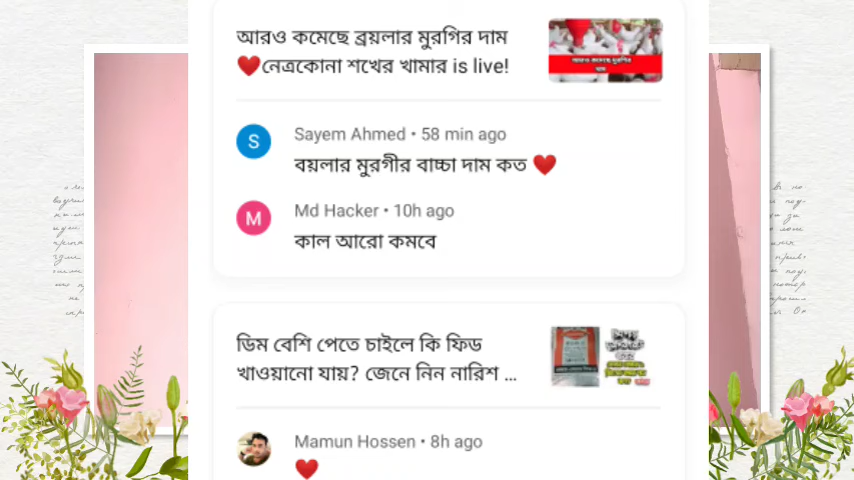 আরও কমেছে ব্রয়লার মুরগির দাম
❤️নেত্রকোনা শখের খামার is live!
S
Sayem Ahmed • 58 min ago
বয়লার মুরগীর বাচ্চা দাম কত ❤️
M
Md Hacker • 10h ago
কাল আরো কমবে
ডিম বেশি পেতে চাইলে কি ফিড
খাওয়ানো যায়? জেনে নিন নারিশ ...
Mamun Hossen • 8h ago
❤️